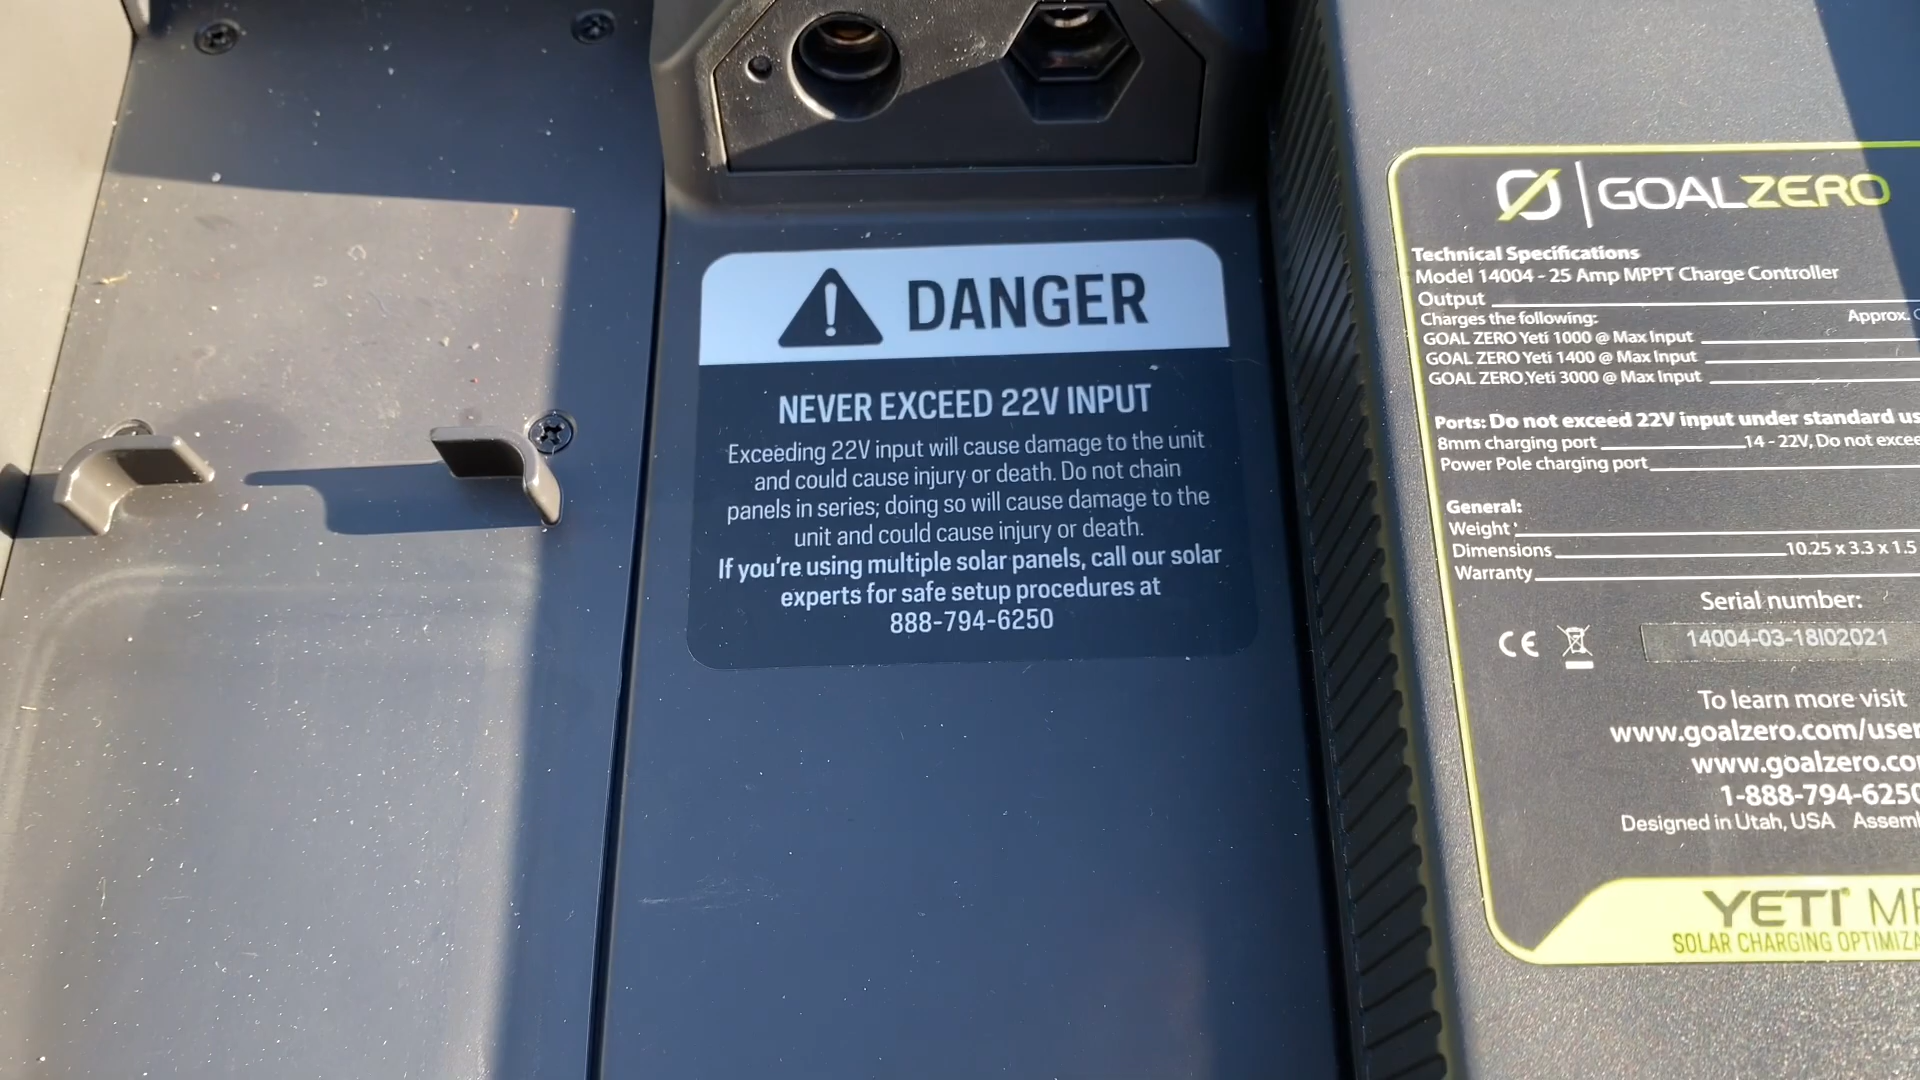 DANGER
NEVER EXCEED 22V INPUT
Exceeding 22V input will cause damage to the unit
and could cause injury or death. Do not chain
panels in series; doing so will cause damage to the
unit and could cause injury or death.
If you're using multiple solar panels, call our solar
experts for safe setup procedures at
888-794-6250
GOALZERO
Technical Specifications
Model 14004 - 25 Amp MPPT Charge Controller
Output
Charges the following: Approx.
GOAL ZERO Yeti 1000 @ Max Input
GOAL ZERO Yeti 1400 @ Max Input
GOAL ZERO Yeti 3000 @ Max Input
Ports: Do not exceed 22V input under standard
8mm charging port 14 - 22V, Do not
Power Pole charging port
General:
Weight
Dimensions 10.25 x 3.3 x 1.5
Warranty
Serial number:
CE 14004-03-18I02021
To learn more visit
www.goalzero.com/user
www.goalzero.co
1-888-794-6250
Designed in Utah, USA
YETI
SOLAR CHARGING